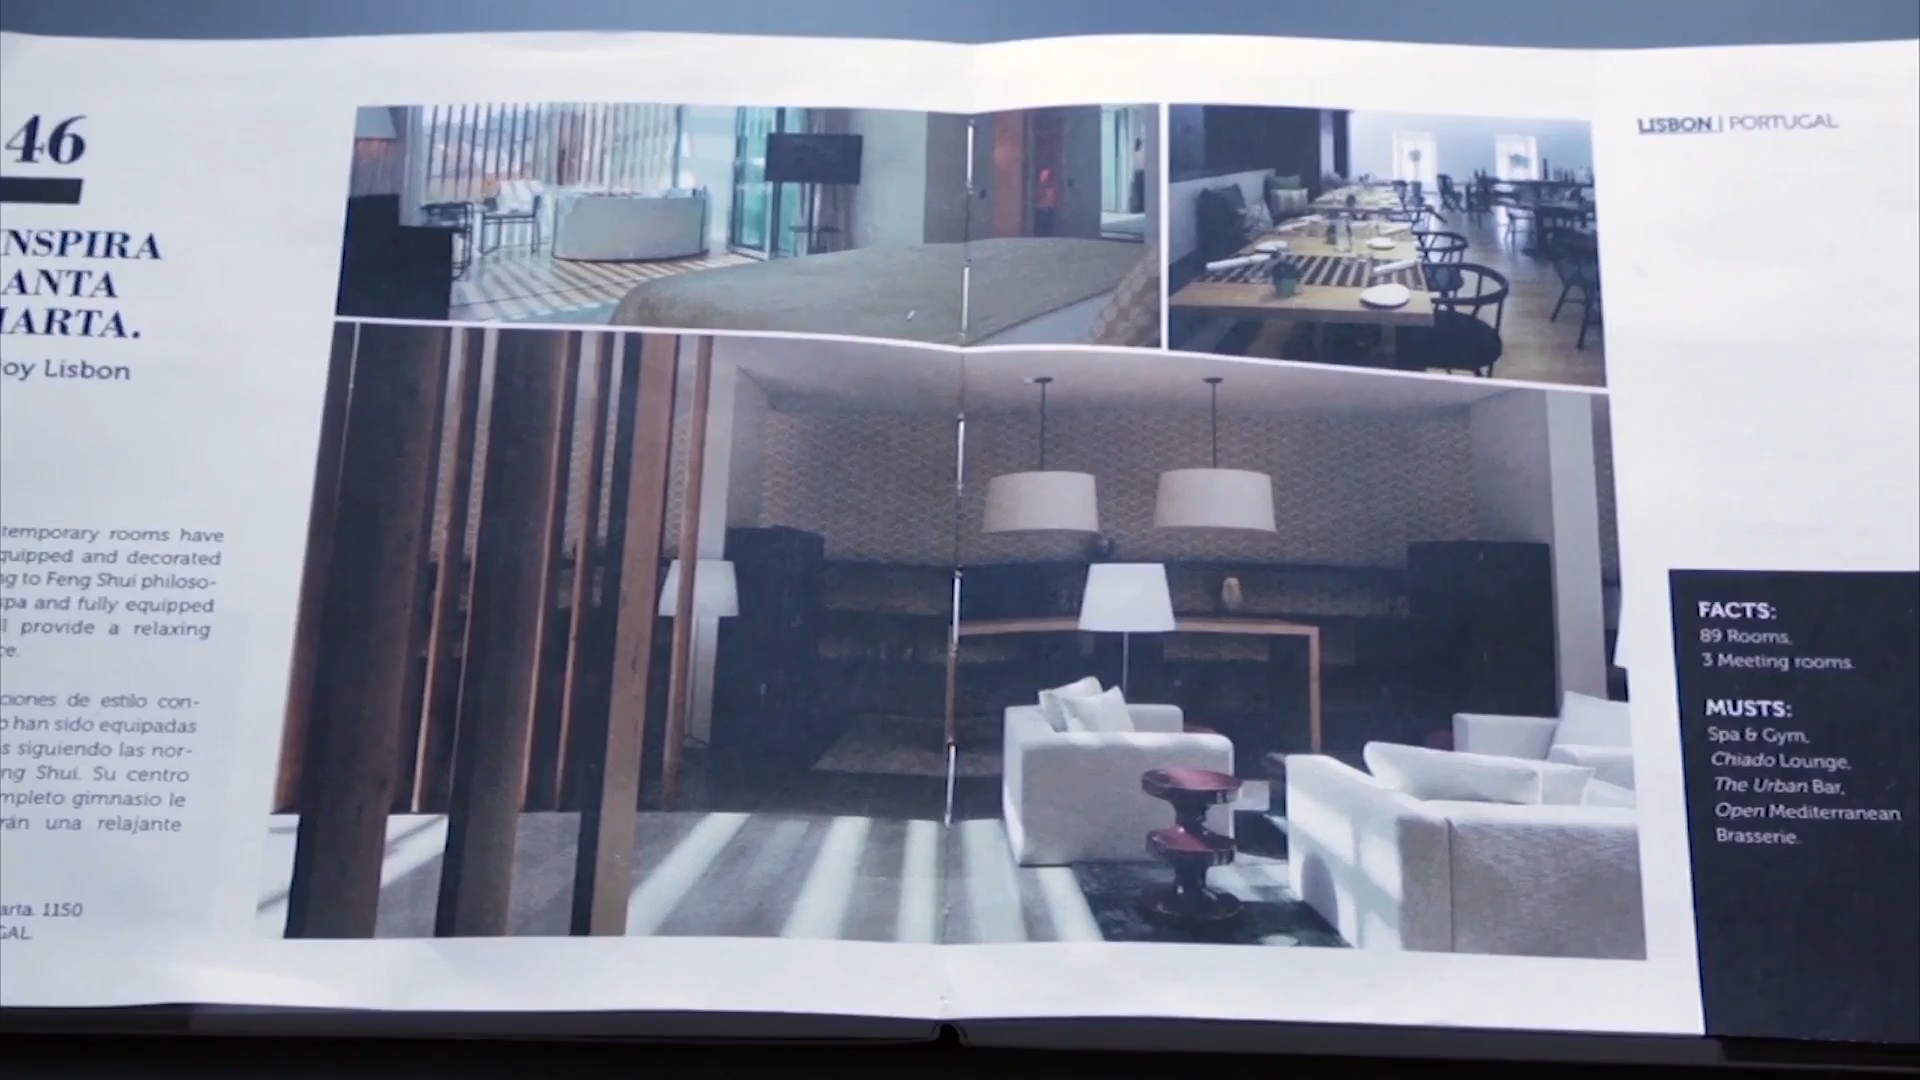 46
NSPIRA
ANTA
MARTA.
oy Lisbon
temporary rooms have
quipped and decorated
ng to Feng Shui philoso-
spa and fully equipped
ll provide a relaxing
ce.
ciones de estilo con-
o han sido equipadas
s siguiendo las nor-
ng Shui. Su centro
mpleto gimnasio le
rán una relajante
arta. 1150
GAL.
LISBON | PORTUGAL
FACTS:
89 Rooms.
3 Meeting rooms.
MUSTS:
Spa & Gym,
Chiado Lounge,
The Urban Bar,
Open Mediterranean
Brasserie.